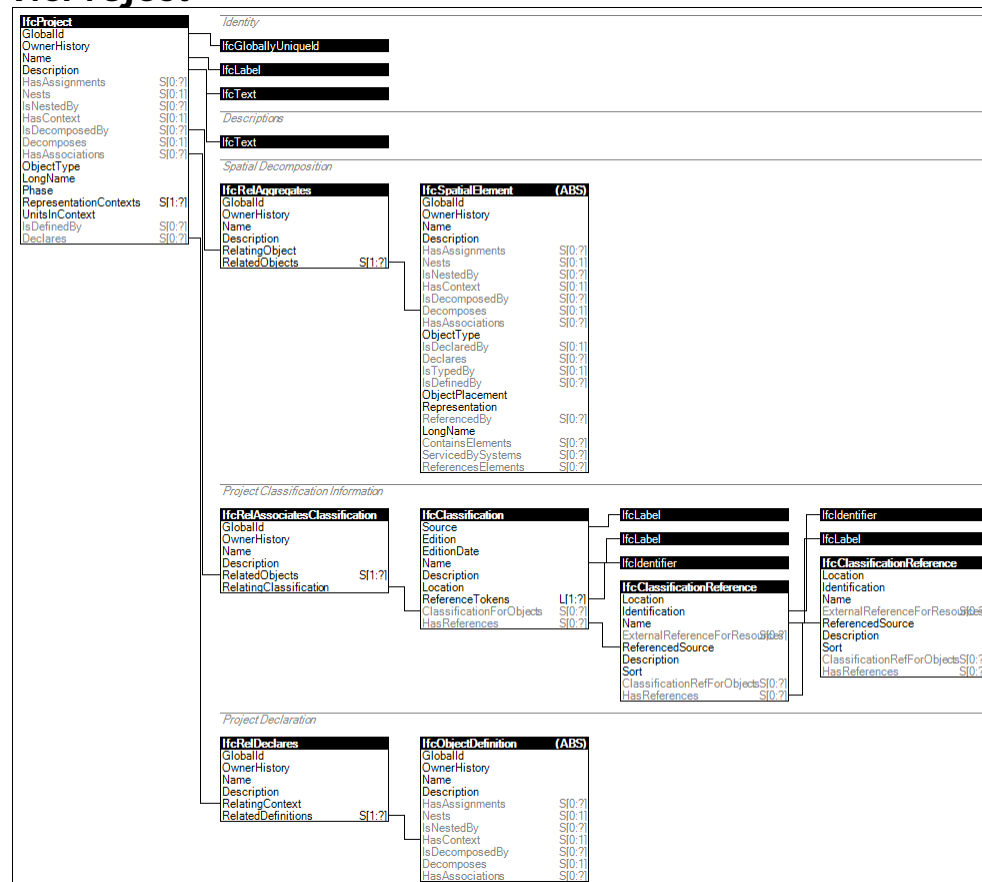 IfcProject
GlobalId
OwnerHistory
Name
Description
HasAssignments S[0:?]
Nests S[0:1]
IsNestedBy S[0:?]
HasContext S[0:1]
IsDecomposedBy S[0:?]
Decomposes S[0:1]
HasAssociations S[0:?]
ObjectType
LongName
Phase
RepresentationContexts S[1:?]
UnitsInContext
IsDefinedBy S[0:?]
Declares S[0:?]
Identity
IfcGloballyUniqueId
IfcLabel
IfcText
Descriptions
IfcText
Spatial Decomposition
IfcRelAggregates
GlobalId
OwnerHistory
Name
Description
RelatingObject
RelatedObjects S[1:?]
IfcSpatialElement (ABS)
GlobalId
OwnerHistory
Name
Description
HasAssignments S[0:?]
Nests S[0:1]
IsNestedBy S[0:?]
HasContext S[0:1]
IsDecomposedBy S[0:?]
Decomposes S[0:1]
HasAssociations S[0:?]
ObjectType
IsDeclaredBy S[0:1]
Declares S[0:?]
IsTypedBy S[0:1]
IsDefinedBy S[0:?]
ObjectPlacement
Representation
ReferencedBy S[0:?]
LongName
ContainsElements S[0:?]
ServicedBySystems S[0:?]
ReferencesElements S[0:?]
Project Classification Information
IfcRelAssociatesClassification
GlobalId
OwnerHistory
Name
Description
RelatedObjects S[1:?]
RelatingClassification
IfcClassification
Source
Edition
EditionDate
Name
Description
Location
ReferenceTokens L[1:?]
ClassificationForObjects S[0:?]
HasReferences S[0:?]
IfcLabel
IfcLabel
IfcIdentifier
IfcClassificationReference
Location
Identification
Name
ExternalReferenceForResources S[0:?]
ReferencedSource
Description
Sort
ClassificationRefForObjects S[0:?]
HasReferences S[0:?]
IfcIdentifier
IfcLabel
IfcClassificationReference
Location
Identification
Name
ExternalReferenceForResources
ReferencedSource
Description
Sort
ClassificationRefForObjects S[0:?
HasReferences S[0:?
Project Declaration
IfcRelDeclares
GlobalId
OwnerHistory
Name
Description
RelatingContext
RelatedDefinitions S[1:?]
IfcObjectDefinition (ABS)
GlobalId
OwnerHistory
Name
Description
HasAssignments S[0:?]
Nests S[0:1]
IsNestedBy S[0:?]
HasContext S[0:1]
IsDecomposedBy S[0:?]
Decomposes S[0:1]
HasAssociations S[0:?]